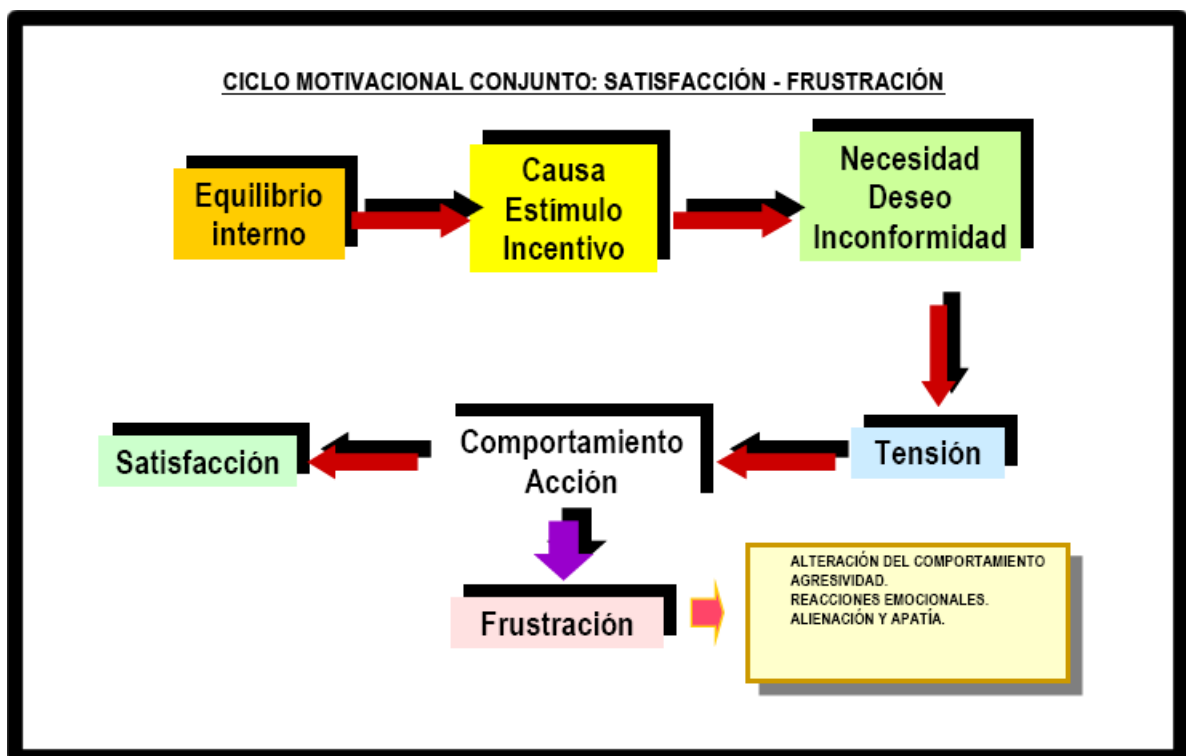 CICLO MOTIVACIONAL CONJUNTO: SATISFACCIÓN - FRUSTRACIÓN
Equilibrio
interno
Causa
Estímulo
Incentivo
Necesidad
Deseo
Inconformidad
Satisfacción
Comportamiento
Acción
Tensión
Frustración
ALTERACIÓN DEL COMPORTAMIENTO
AGRESIVIDAD.
REACCIONES EMOCIONALES.
ALIENACIÓN Y APATÍA.